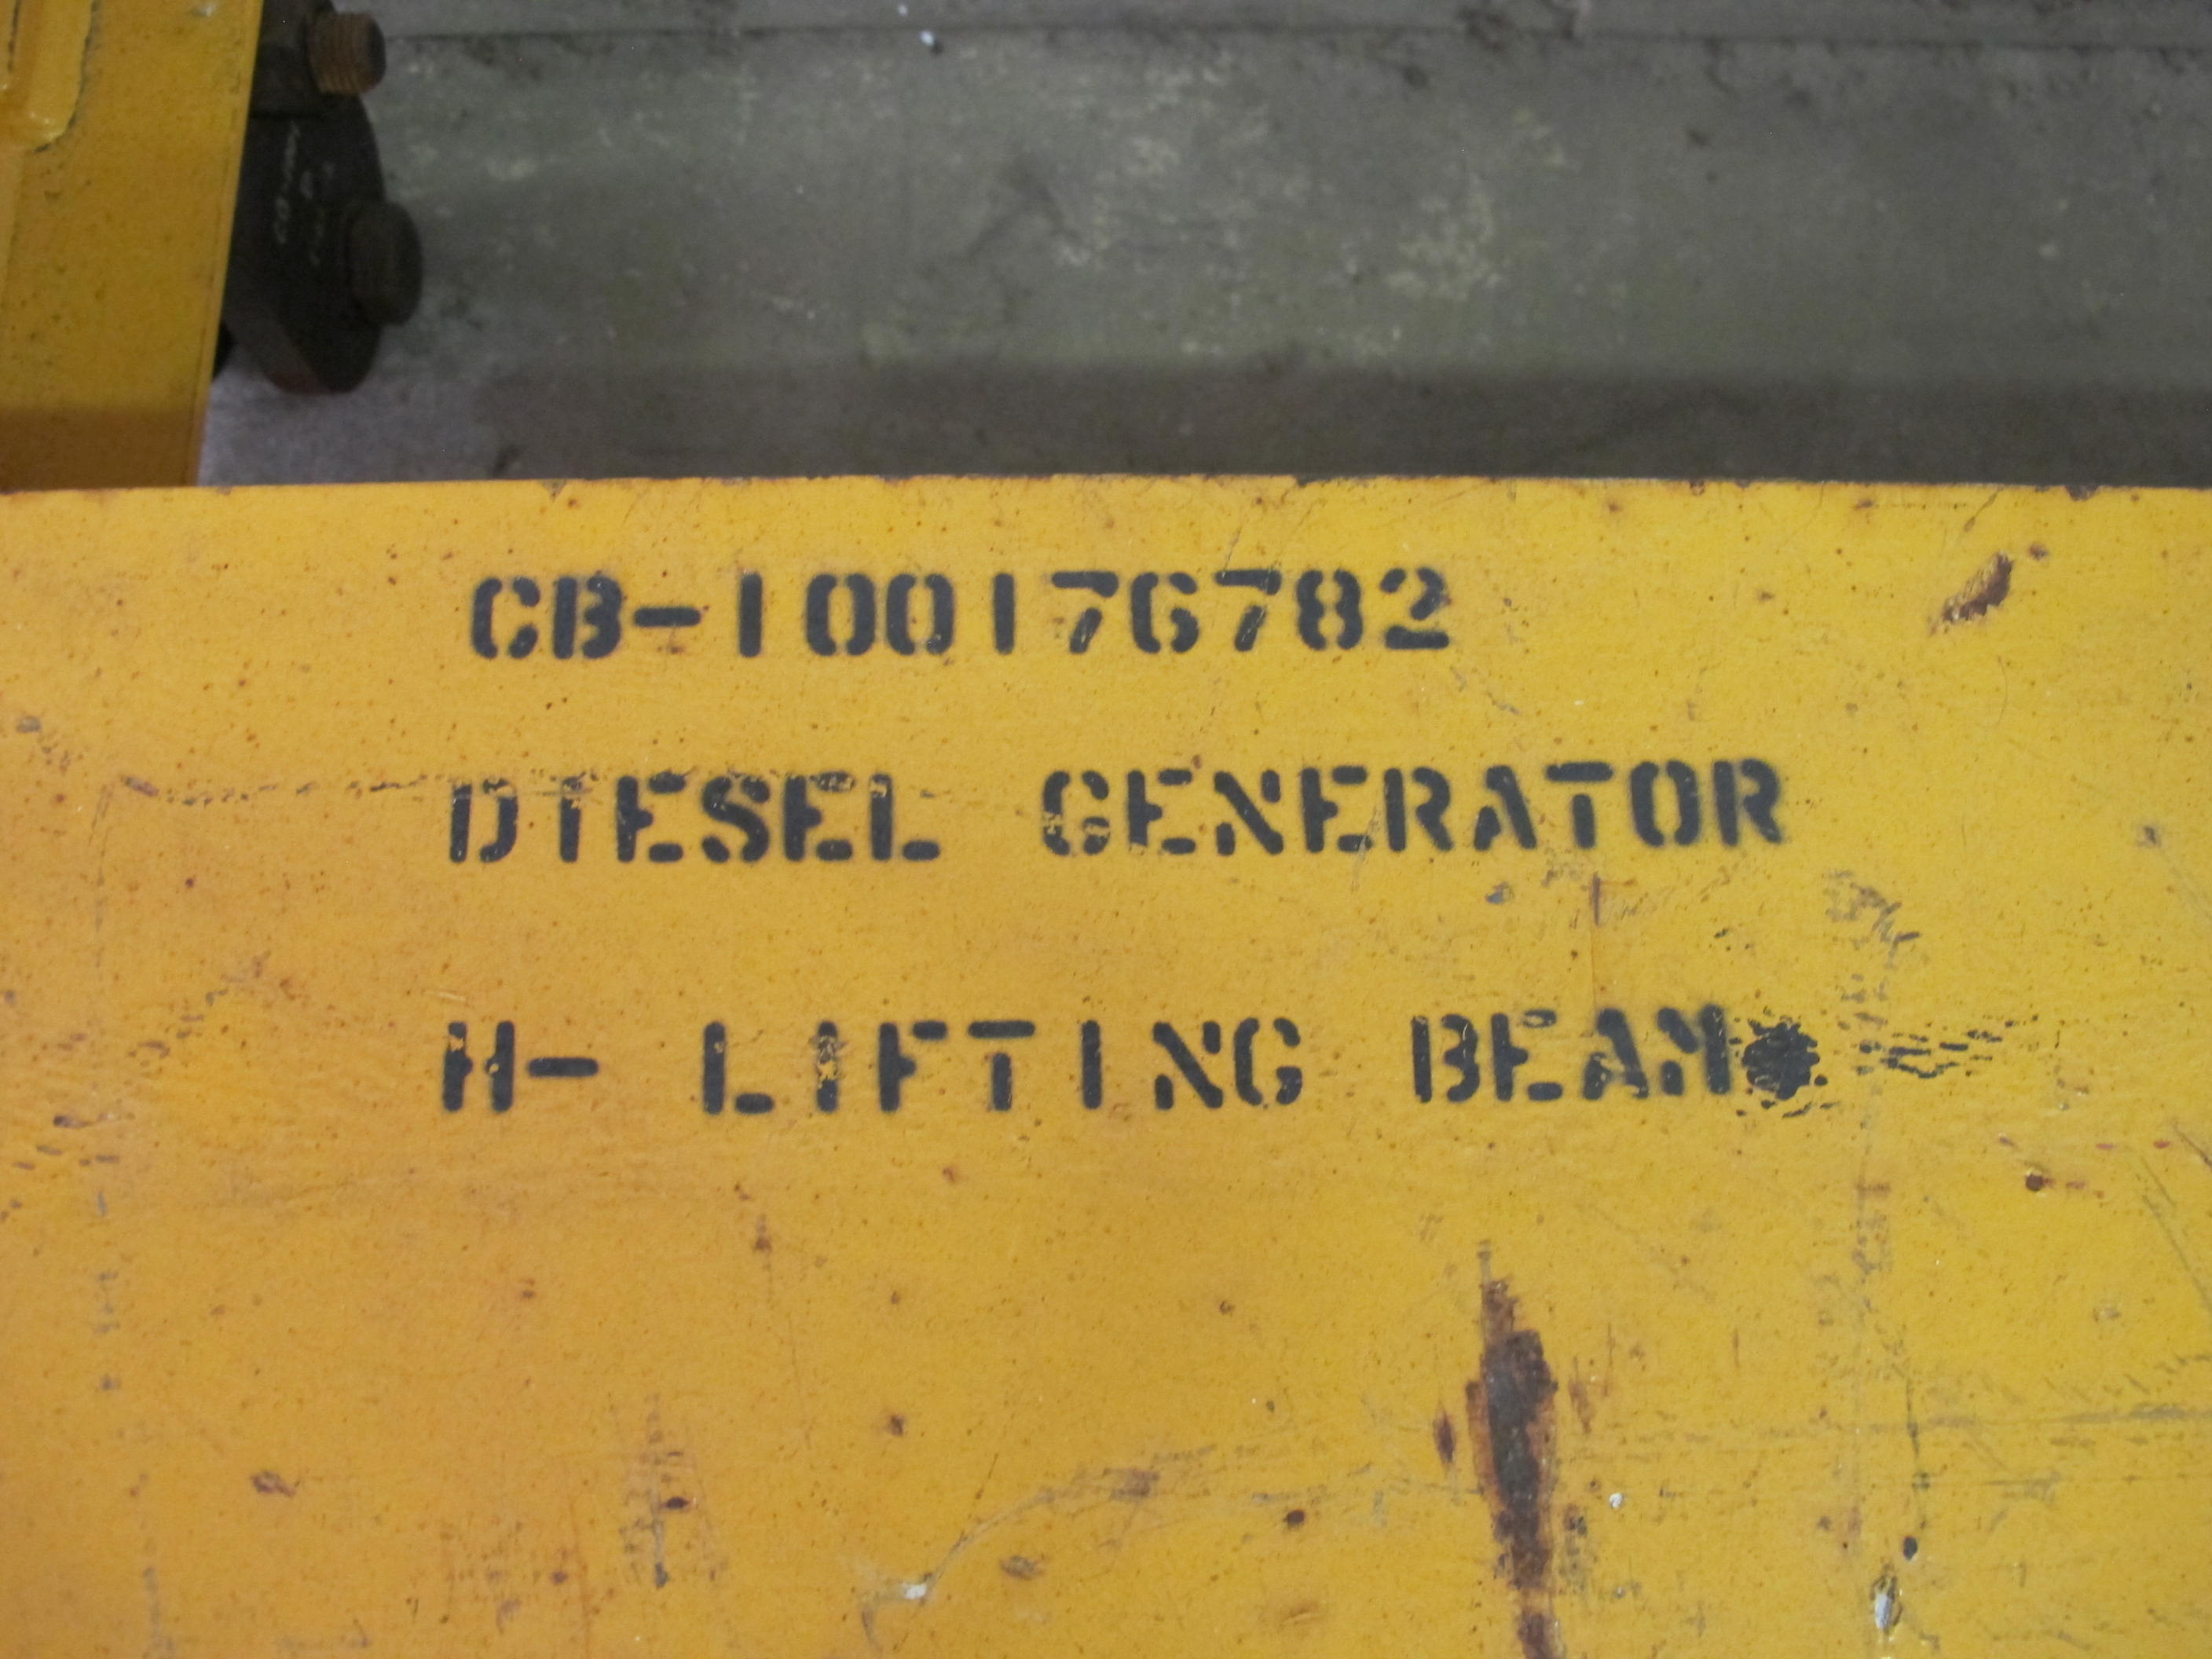 CB-100176782
DIESEL GENERATOR
H- LIFTING BEAM